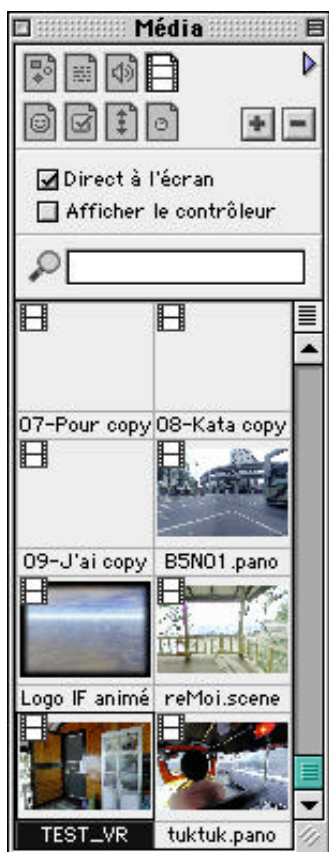 Média
Direct à l'écran
Afficher le contrôleur
07-Pour copy
08-Kata copy
09-J'ai copy
B5N01.pano
Logo IF animé
reMoi.scene
TEST_VR
tuktuk.pano